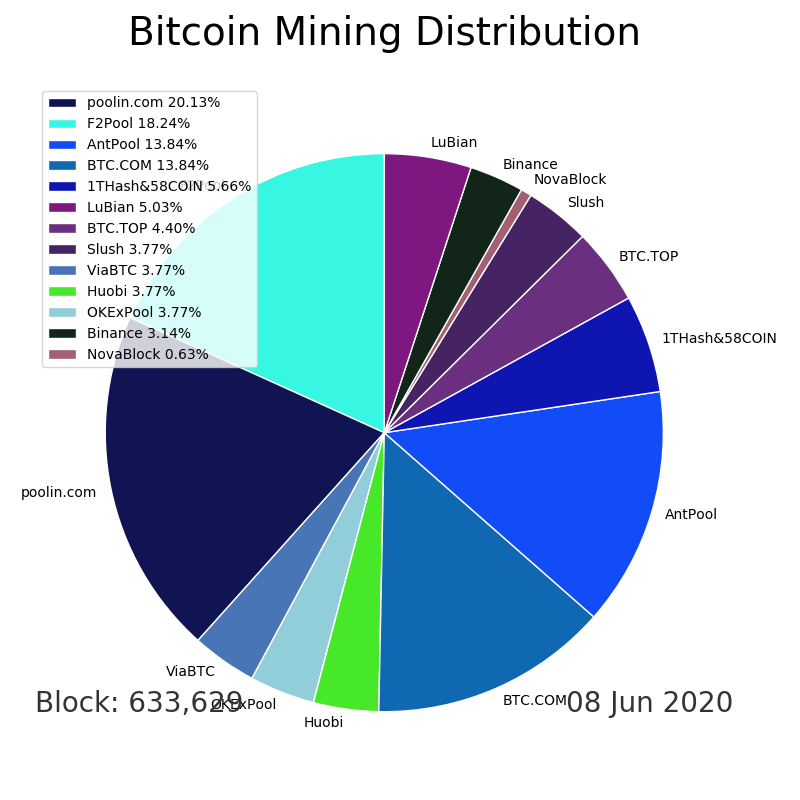 Bitcoin Mining Distribution
poolin.com 20.13%
F2Pool 18.24%
AntPool 13.84%
BTC.COM 13.84%
1THash&58COIN 5.66%
LuBian 5.03%
BTC.TOP 4.40%
Slush 3.77%
ViaBTC 3.77%
Huobi 3.77%
OKExPool 3.77%
Binance 3.14%
NovaBlock 0.63%
LuBian
Binance
NovaBlock
Slush
BTC.TOP
1THash&58COIN
AntPool
BTC.COM
Huobi
OKExPool
ViaBTC
poolin.com
Block: 633,629
08 Jun 2020